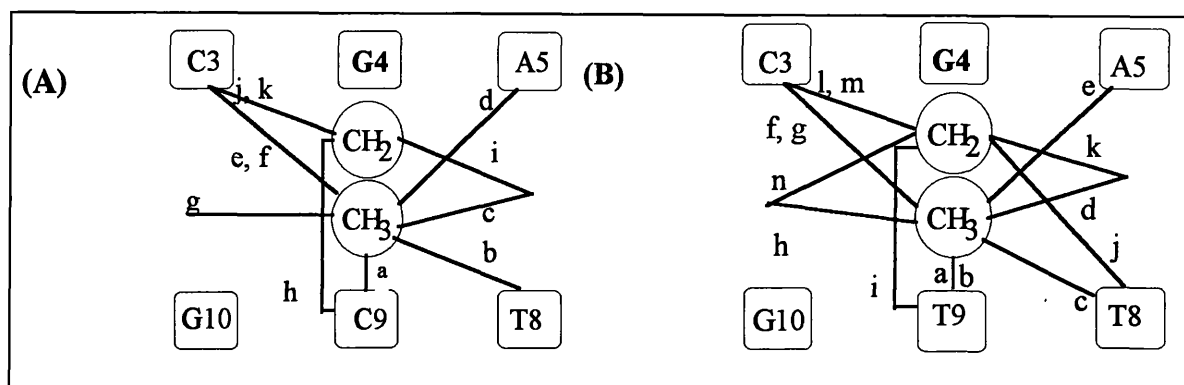 (A)
C3 G4 A5
j, k
d
CH2
e, f
i
g
CH3
c
b
a
h
G10 C9 T8
(B)
C3 G4 A5
l, m
e
CH2
f, g
k
n
CH3
d
h
j
a b
i
c
G10 T9 T8